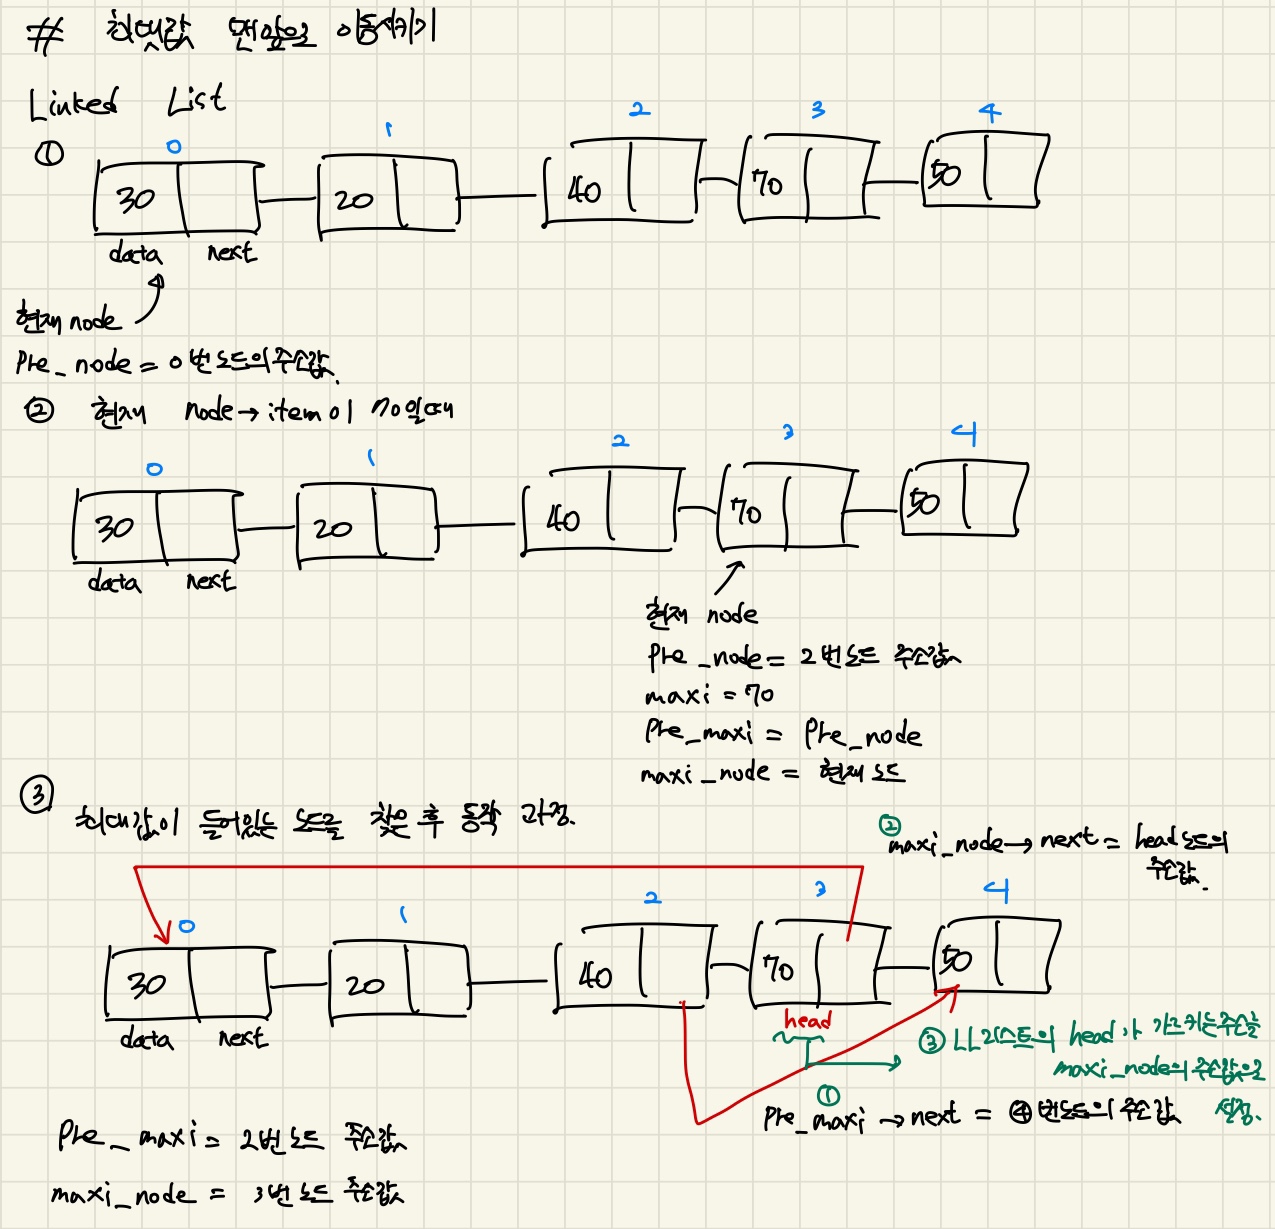 # 최댓값 맨앞으로 이동시키기
Linked List
① 0 1 2 3 4
30 20 40 70 50
data next
현재 node
Pre_node = 0번 노드의 주소값.
② 현재 node → item이 70일때
0 1 2 3 4
30 20 40 70 50
data next
현재 node
Pre_node = 2번노드 주소값
maxi = 70
Pre_maxi = Pre_node
maxi_node = 현재 노드
③ 최대값이 들어있는 노드를 찾은 후 동작 과정.
② maxi_node → next = head노드의
주소값.
0 1 2 3 4
30 20 40 70 50
data next
head
③ LL리스트의 head가 가르키는주소를
maxi_node의 주소값으로
설정.
① Pre_maxi → next = ④번노드의 주소값
Pre_maxi = 2번노드 주소값
maxi_node = 3번 노드 주소값